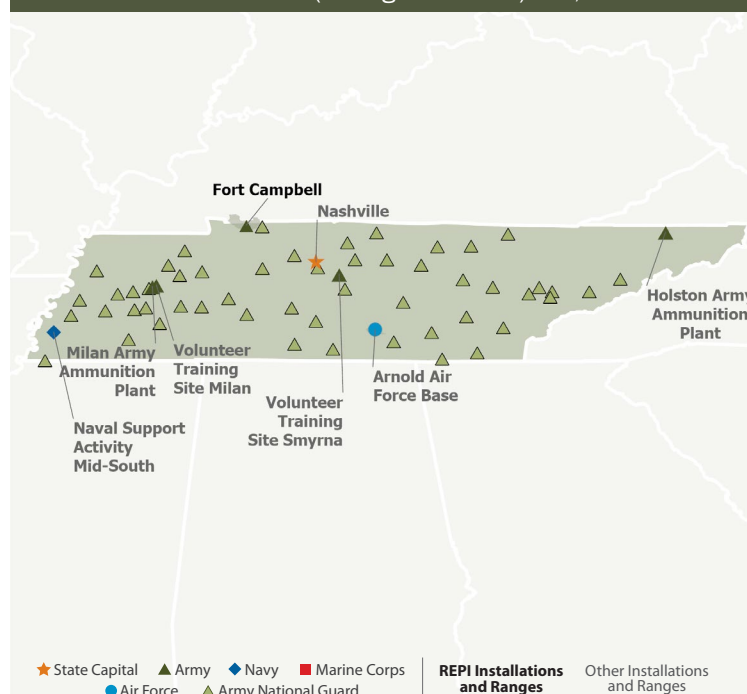 Fort Campbell
Nashville
Holston Army
Ammunition
Plant
Milan Army
Ammunition
Plant
Volunteer
Training
Site Milan
Arnold Air
Force Base
Volunteer
Training
Site Smyrna
Naval Support
Activity
Mid-South
State Capital Army Navy Marine Corps
Air Force Army National Guard
REPI Installations
and Ranges
Other Installations
and Ranges